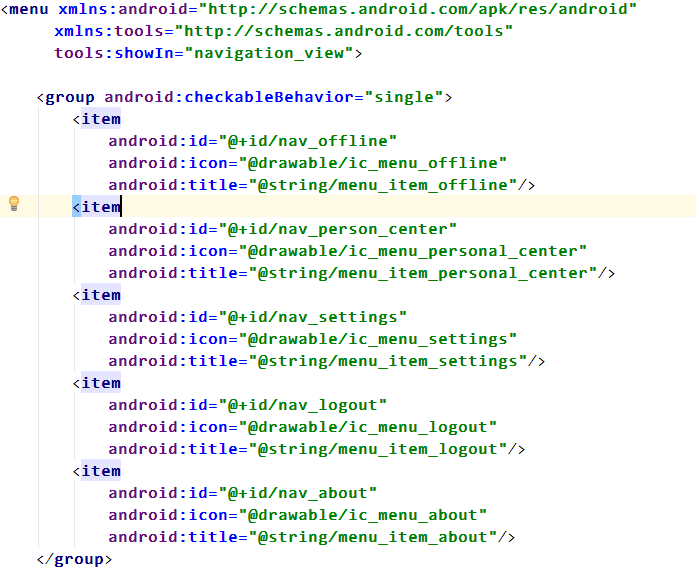 <menu xmlns:android="http://schemas.android.com/apk/res/android"
xmlns:tools="http://schemas.android.com/tools"
tools:showIn="navigation_view">
<group android:checkableBehavior="single">
<item
android:id="@+id/nav_offline"
android:icon="@drawable/ic_menu_offline"
android:title="@string/menu_item_offline"/>
<item
android:id="@+id/nav_person_center"
android:icon="@drawable/ic_menu_personal_center"
android:title="@string/menu_item_personal_center"/>
<item
android:id="@+id/nav_settings"
android:icon="@drawable/ic_menu_settings"
android:title="@string/menu_item_settings"/>
<item
android:id="@+id/nav_logout"
android:icon="@drawable/ic_menu_logout"
android:title="@string/menu_item_logout"/>
<item
android:id="@+id/nav_about"
android:icon="@drawable/ic_menu_about"
android:title="@string/menu_item_about"/>
</group>